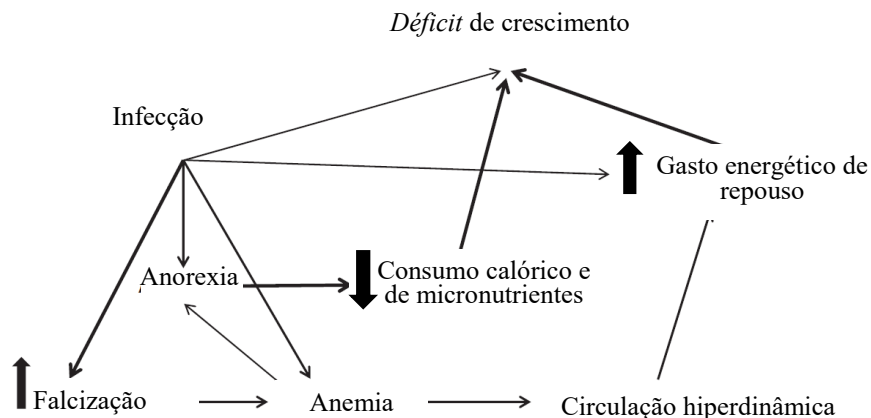 Déficit de crescimento
Infecção
Gasto energético de
repouso
Anorexia
Consumo calórico e
de micronutrientes
Falcização
Anemia
Circulação hiperdinâmica